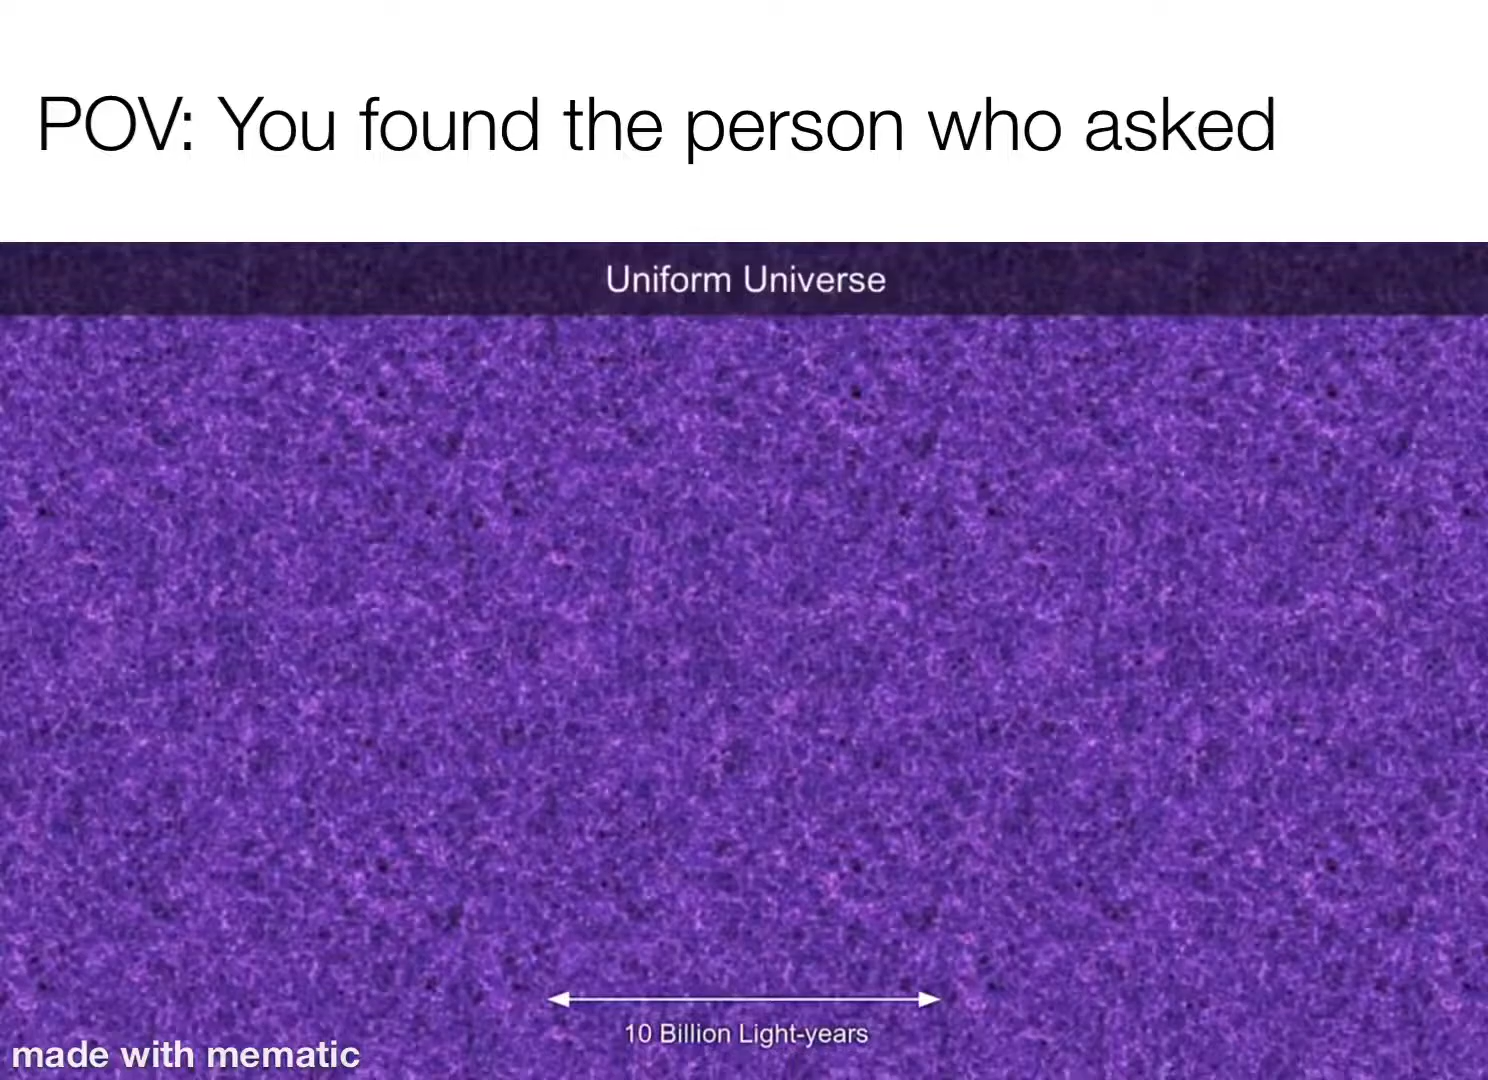 POV: You found the person who asked
Uniform Universe
10 Billion Light-years
made with mematic